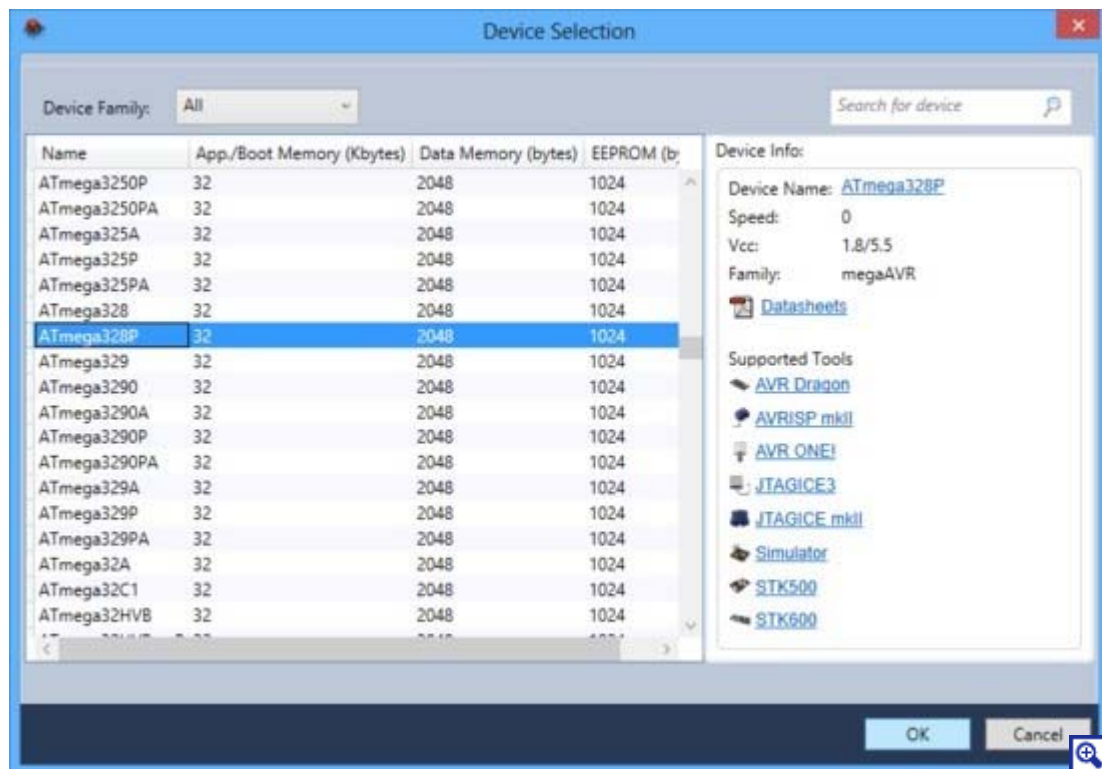 Device Selection
Device Family: All
Search for device
Name App./Boot Memory (Kbytes) Data Memory (bytes) EEPROM (by
ATmega3250P 32 2048 1024
ATmega3250PA 32 2048 1024
ATmega325A 32 2048 1024
ATmega325P 32 2048 1024
ATmega325PA 32 2048 1024
ATmega328 32 2048 1024
ATmega328P 32 2048 1024
ATmega329 32 2048 1024
ATmega3290 32 2048 1024
ATmega3290A 32 2048 1024
ATmega3290P 32 2048 1024
ATmega3290PA 32 2048 1024
ATmega329A 32 2048 1024
ATmega329P 32 2048 1024
ATmega329PA 32 2048 1024
ATmega32A 32 2048 1024
ATmega32C1 32 2048 1024
ATmega32HVB 32 2048 1024
Device Info:
Device Name: ATmega328P
Speed: 0
Vcc: 1.8/5.5
Family: megaAVR
Datasheets
Supported Tools
AVR Dragon
AVRISP mkII
AVR ONE!
JTAGICE3
JTAGICE mkII
Simulator
STK500
STK600
OK
Cancel